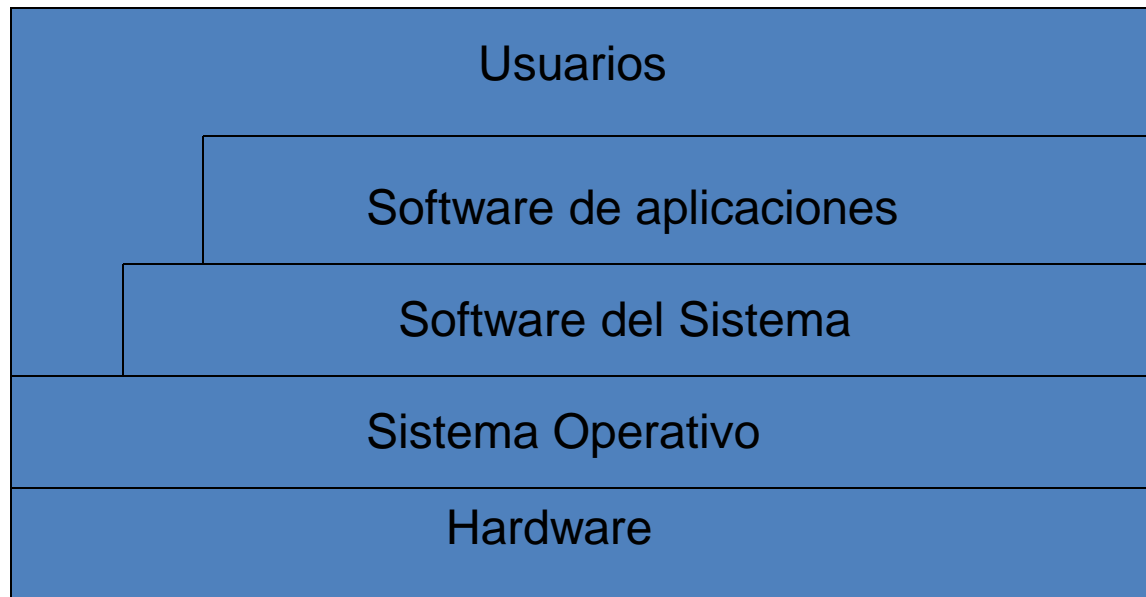 Usuarios
Software de aplicaciones
Software del Sistema
Sistema Operativo
Hardware